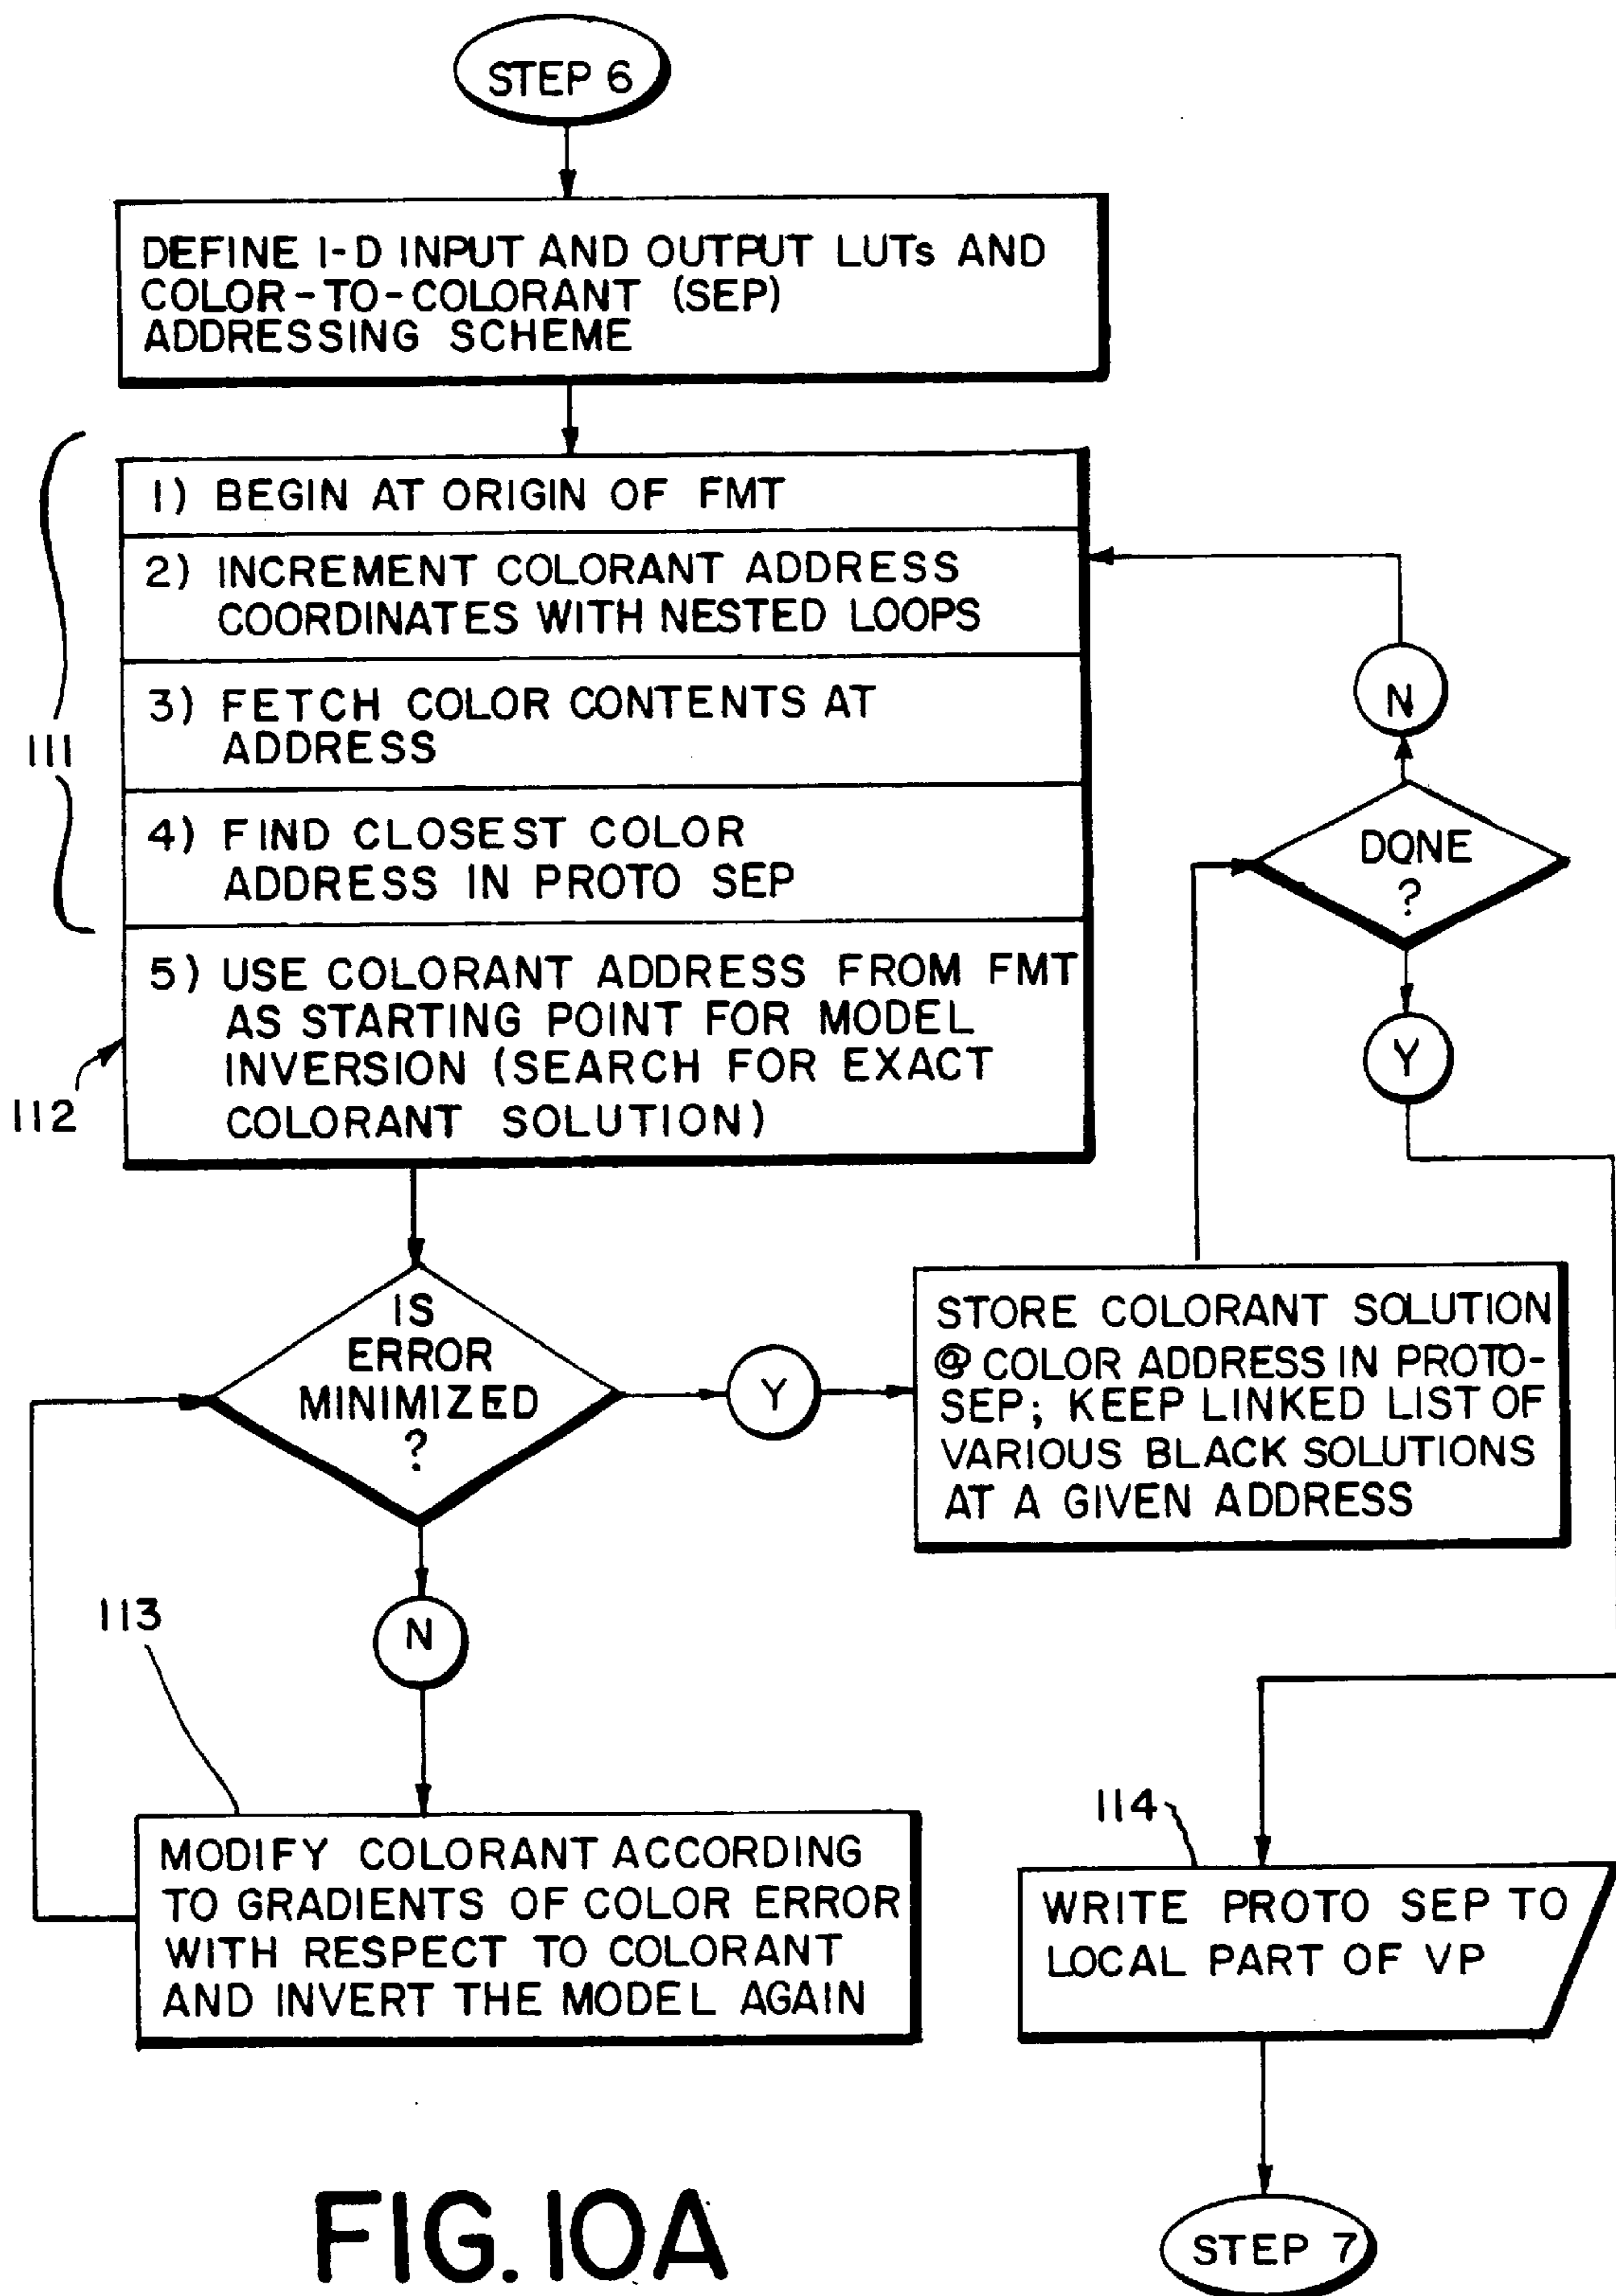 STEP 6
DEFINE 1-D INPUT AND OUTPUT LUTs AND
COLOR-TO-COLORANT (SEP)
ADDRESSING SCHEME
1) BEGIN AT ORIGIN OF FMT
2) INCREMENT COLORANT ADDRESS
COORDINATES WITH NESTED LOOPS
3) FETCH COLOR CONTENTS AT
ADDRESS
4) FIND CLOSEST COLOR
ADDRESS IN PROTO SEP
5) USE COLORANT ADDRESS FROM FMT
AS STARTING POINT FOR MODEL
INVERSION (SEARCH FOR EXACT
COLORANT SOLUTION)
111
112
N
DONE
?
Y
IS
ERROR
MINIMIZED
?
Y
STORE COLORANT SOLUTION
@ COLOR ADDRESS IN PROTO-
SEP; KEEP LINKED LIST OF
VARIOUS BLACK SOLUTIONS
AT A GIVEN ADDRESS
N
113
MODIFY COLORANT ACCORDING
TO GRADIENTS OF COLOR ERROR
WITH RESPECT TO COLORANT
AND INVERT THE MODEL AGAIN
114
WRITE PROTO SEP TO
LOCAL PART OF VP
STEP 7
FIG. 10A